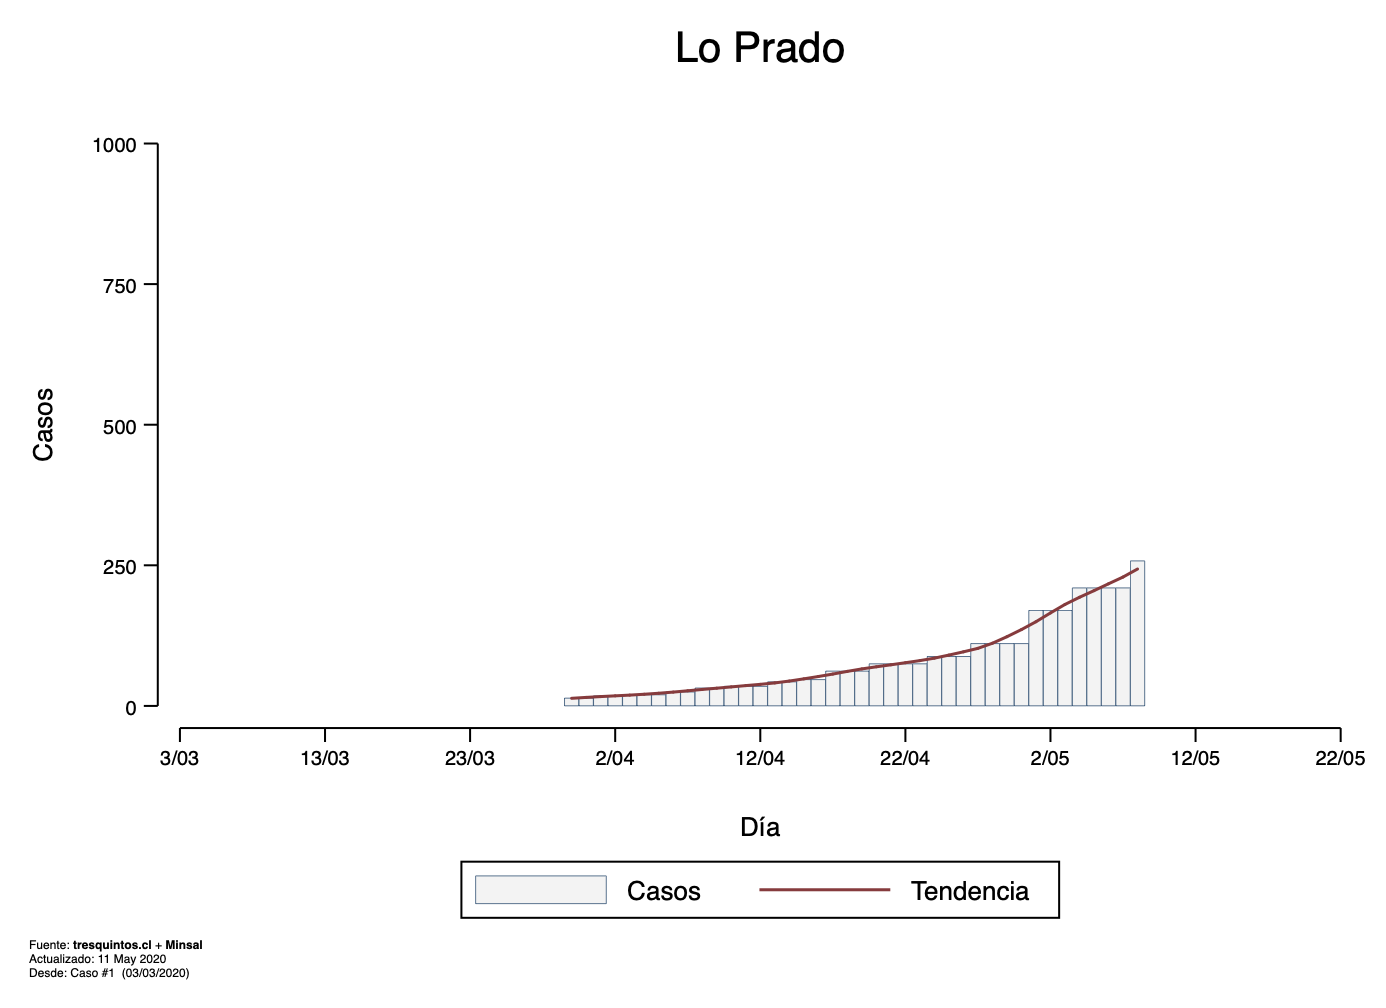 Lo Prado
1000
750
500
250
0
Casos
3/03
13/03
23/03
2/04
12/04
22/04
2/05
12/05
22/05
Día
Casos
Tendencia
Fuente: tresquintos.cl + Minsal
Actualizado: 11 May 2020
Desde: Caso #1 (03/03/2020)